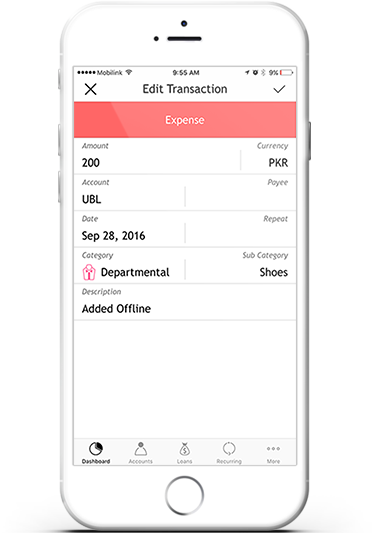 Mobilink 9:55 AM 9%
Edit Transaction
Expense
Amount Currency
200 PKR
Account Payee
UBL
Date Repeat
Sep 28, 2016
Category Sub Category
Departmental Shoes
Description
Added Offline
Dashboard Accounts Loans Recurring More